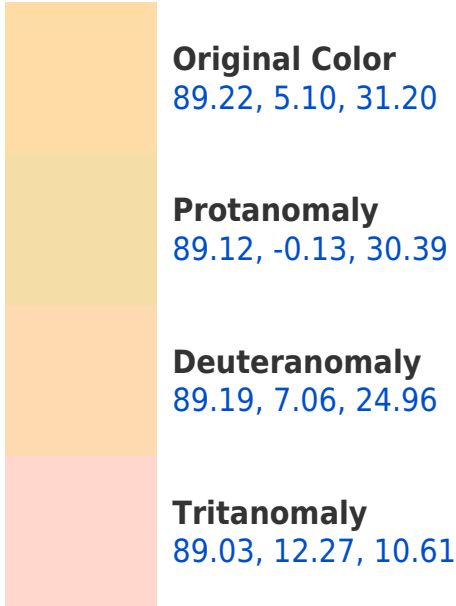 Original Color
89.22, 5.10, 31.20
Protanomaly
89.12, -0.13, 30.39
Deuteranomaly
89.19, 7.06, 24.96
Tritanomaly
89.03, 12.27, 10.61